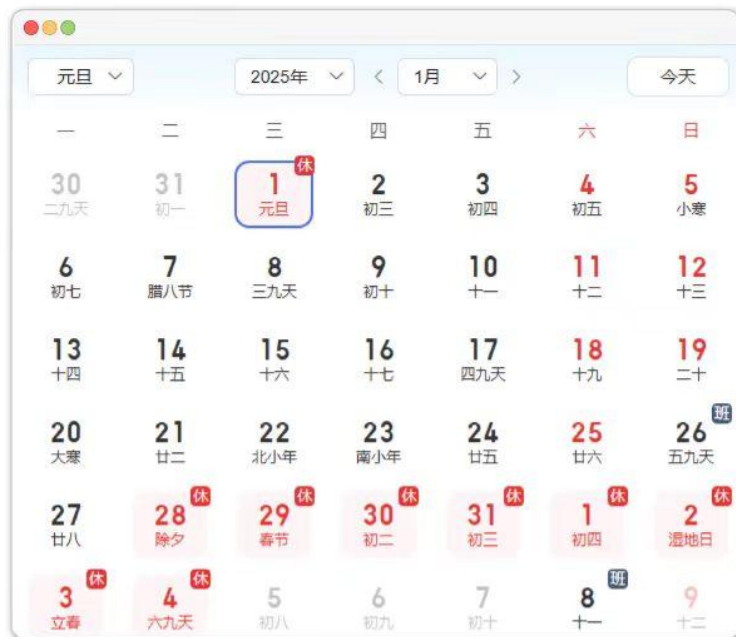 元旦 2025年 1月 今天
一 二 三 四 五 六 日
休
30 31 1 2 3 4 5
二九天 初一 元旦 初三 初四 初五 小寒
6 7 8 9 10 11 12
初七 腊八节 三九天 初十 十一 十二 十三
13 14 15 16 17 18 19
十四 十五 十六 十七 四九天 十九 二十
班
20 21 22 23 24 25 26
大寒 廿二 北小年 南小年 廿五 廿六 五九天
休 休 休 休 休 休
27 28 29 30 31 1 2
廿八 除夕 春节 初二 初三 初四 湿地日
休 休 班
3 4 5 6 7 8 9
立春 六九天 初八 初九 初十 十一 十二